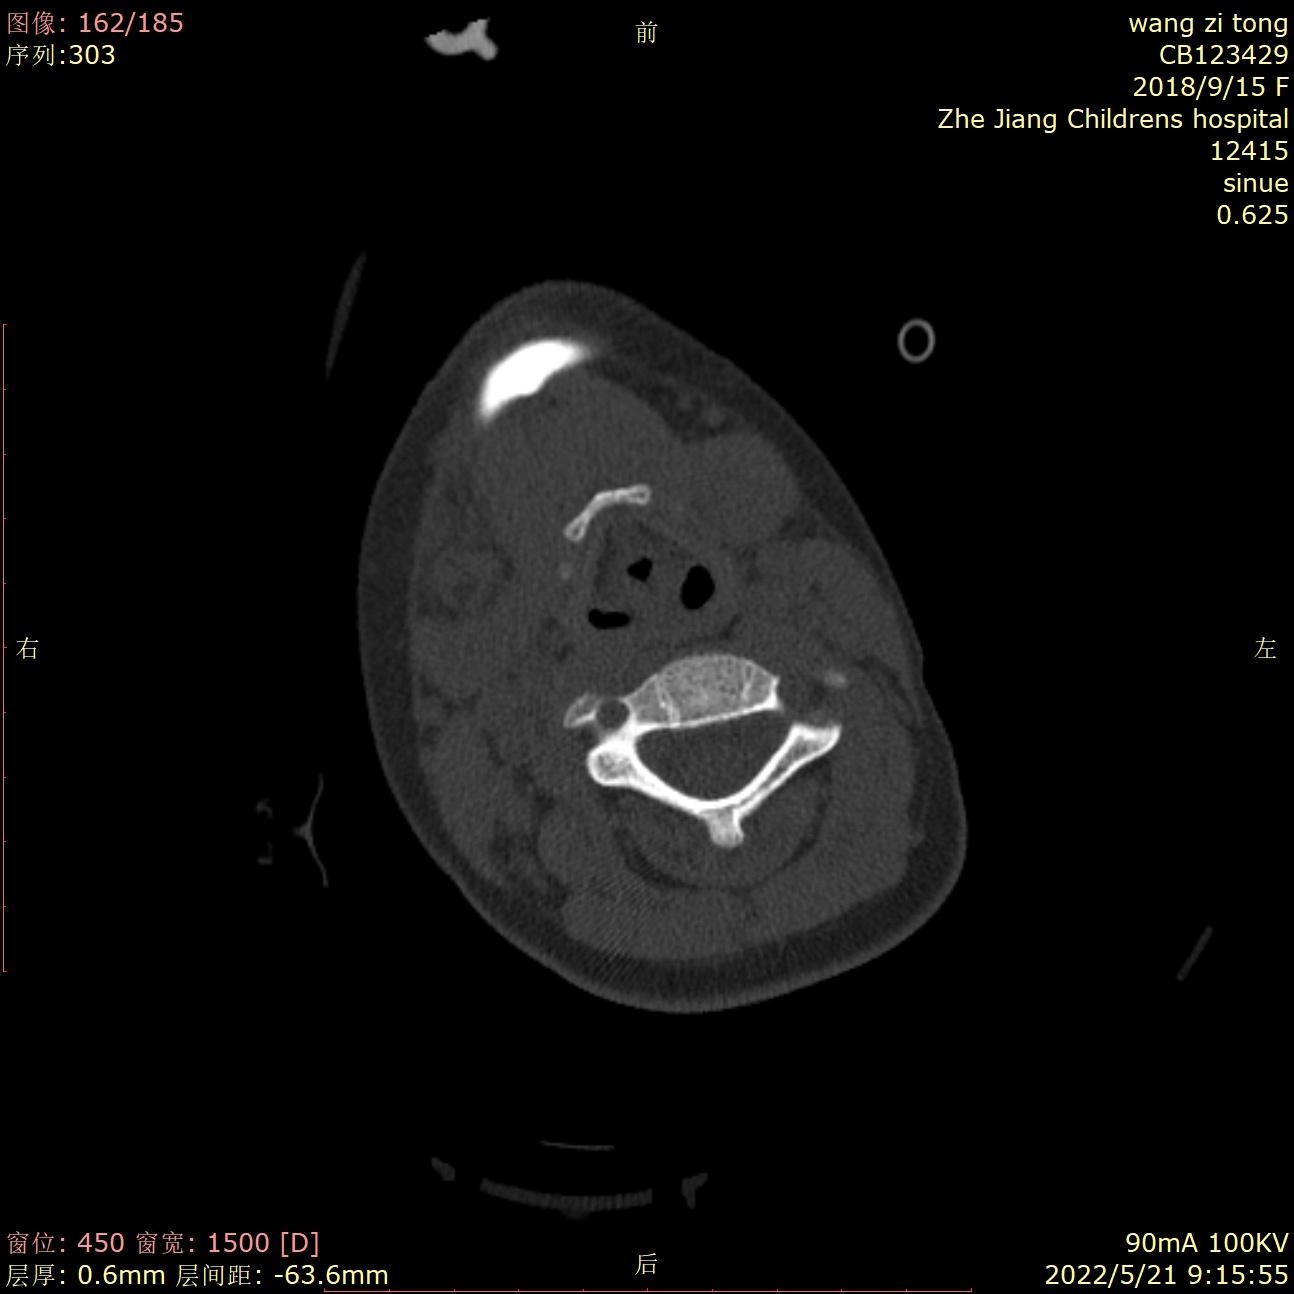 图像: 162/185
序列:303
前
wang zi tong
CB123429
2018/9/15 F
Zhe Jiang Childrens hospital
12415
sinue
0.625
右
左
窗位: 450 窗宽: 1500 [D]
层厚: 0.6mm 层间距: -63.6mm
后
90mA 100KV
2022/5/21 9:15:55